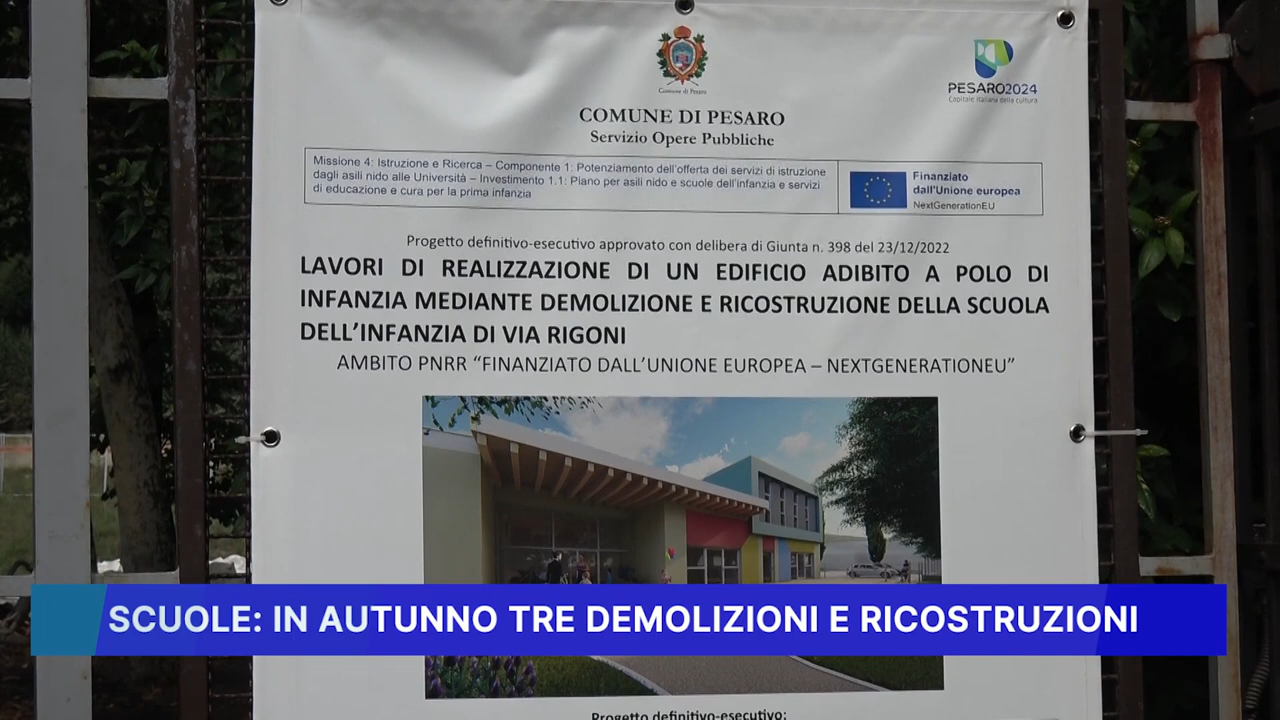 Comune di Pesaro
PESARO2024
Capitale italiana della cultura
COMUNE DI PESARO
Servizio Opere Pubbliche
Missione 4: Istruzione e Ricerca – Componente 1: Potenziamento dell'offerta dei servizi di istruzione
dagli asili nido alle Università – Investimento 1.1: Piano per asili nido e scuole dell'infanzia e servizi
di educazione e cura per la prima infanzia
Finanziato
dall'Unione europea
NextGenerationEU
Progetto definitivo-esecutivo approvato con delibera di Giunta n. 398 del 23/12/2022
LAVORI DI REALIZZAZIONE DI UN EDIFICIO ADIBITO A POLO DI
INFANZIA MEDIANTE DEMOLIZIONE E RICOSTRUZIONE DELLA SCUOLA
DELL'INFANZIA DI VIA RIGONI
AMBITO PNRR “FINANZIATO DALL'UNIONE EUROPEA – NEXTGENERATIONEU”
SCUOLE: IN AUTUNNO TRE DEMOLIZIONI E RICOSTRUZIONI
Progetto definitivo-esecutivo: